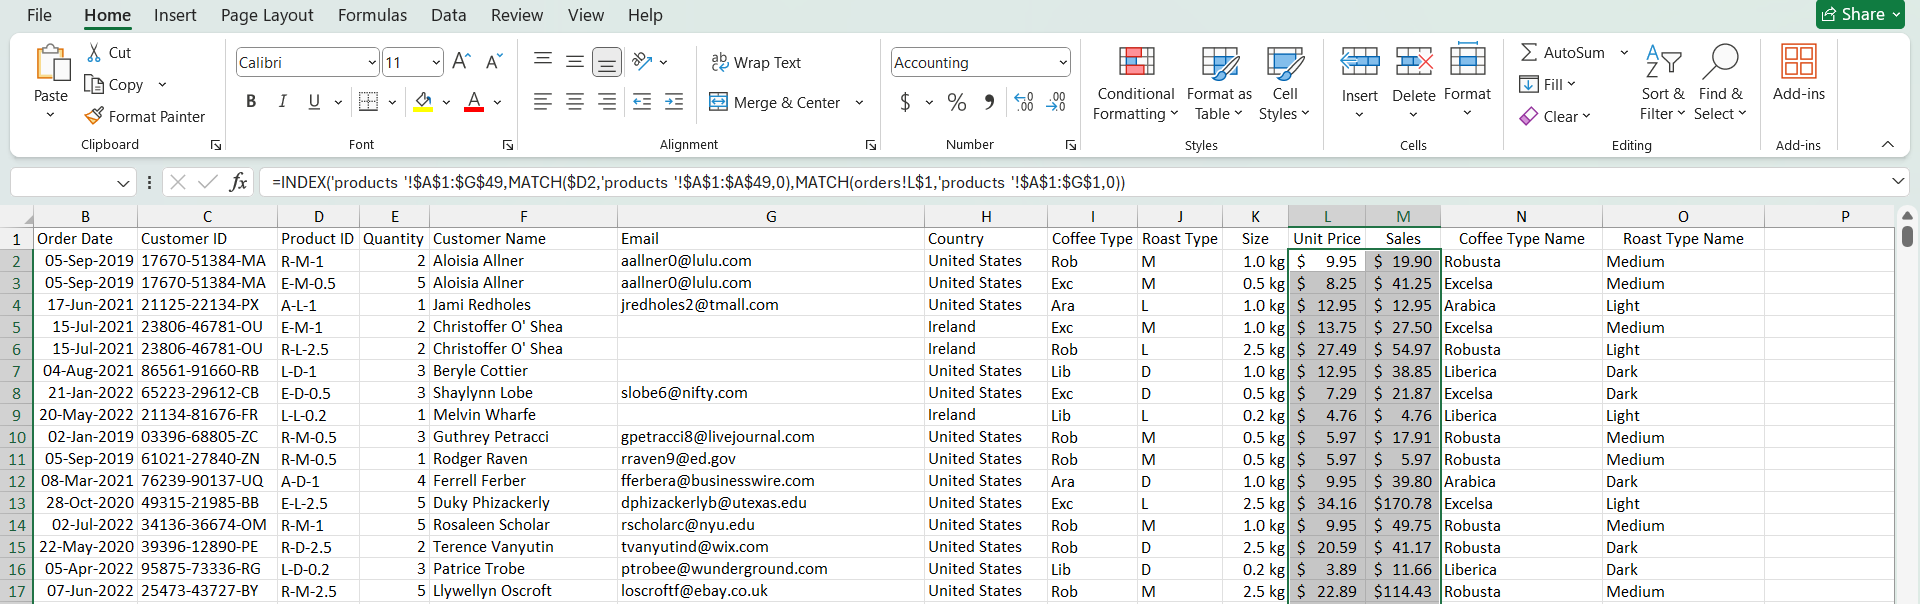 File Home Insert Page Layout Formulas Data Review View Help Share
Paste Cut Copy Format Painter Clipboard
Calibri 11 A A B I U A Font
ab Wrap Text Merge & Center Alignment
Accounting $ % .00 .00 Number
Conditional Formatting Format as Table Cell Styles Styles
Insert Delete Format Cells
AutoSum Fill Clear Sort & Filter Find & Select Editing
Add-ins Add-ins
fx =INDEX('products '!$A$1:$G$49,MATCH($D2,'products '!$A$1:$A$49,0),MATCH(orders!L$1,'products '!$A$1:$G$1,0))
B C D E F G H I J K L M N O P
1 Order Date Customer ID Product ID Quantity Customer Name Email Country Coffee Type Roast Type Size Unit Price Sales Coffee Type Name Roast Type Name
2 05-Sep-2019 17670-51384-MA R-M-1 2 Aloisia Allner aallner0@lulu.com United States Rob M 1.0 kg $ 9.95 $ 19.90 Robusta Medium
3 05-Sep-2019 17670-51384-MA E-M-0.5 5 Aloisia Allner aallner0@lulu.com United States Exc M 0.5 kg $ 8.25 $ 41.25 Excelsa Medium
4 17-Jun-2021 21125-22134-PX A-L-1 1 Jami Redholes jredholes2@tmall.com United States Ara L 1.0 kg $ 12.95 $ 12.95 Arabica Light
5 15-Jul-2021 23806-46781-OU E-M-1 2 Christoffer O' Shea Ireland Exc M 1.0 kg $ 13.75 $ 27.50 Excelsa Medium
6 15-Jul-2021 23806-46781-OU R-L-2.5 2 Christoffer O' Shea Ireland Rob L 2.5 kg $ 27.49 $ 54.97 Robusta Light
7 04-Aug-2021 86561-91660-RB L-D-1 3 Beryle Cottier United States Lib D 1.0 kg $ 12.95 $ 38.85 Liberica Dark
8 21-Jan-2022 65223-29612-CB E-D-0.5 3 Shaylynn Lobe slobe6@nifty.com United States Exc D 0.5 kg $ 7.29 $ 21.87 Excelsa Dark
9 20-May-2022 21134-81676-FR L-L-0.2 1 Melvin Wharfe Ireland Lib L 0.2 kg $ 4.76 $ 4.76 Liberica Light
10 02-Jan-2019 03396-68805-ZC R-M-0.5 3 Guthrey Petracci gpetracci8@livejournal.com United States Rob M 0.5 kg $ 5.97 $ 17.91 Robusta Medium
11 05-Sep-2019 61021-27840-ZN R-M-0.5 1 Rodger Raven rraven9@ed.gov United States Rob M 0.5 kg $ 5.97 $ 5.97 Robusta Medium
12 08-Mar-2021 76239-90137-UQ A-D-1 4 Ferrell Ferber fferbera@businesswire.com United States Ara D 1.0 kg $ 9.95 $ 39.80 Arabica Dark
13 28-Oct-2020 49315-21985-BB E-L-2.5 5 Duky Phizackerly dphizackerlyb@utexas.edu United States Exc L 2.5 kg $ 34.16 $170.78 Excelsa Light
14 02-Jul-2022 34136-36674-OM R-M-1 5 Rosaleen Scholar rscholarc@nyu.edu United States Rob M 1.0 kg $ 9.95 $ 49.75 Robusta Medium
15 22-May-2020 39396-12890-PE R-D-2.5 2 Terence Vanyutin tvanyutind@wix.com United States Rob D 2.5 kg $ 20.59 $ 41.17 Robusta Dark
16 05-Apr-2022 95875-73336-RG L-D-0.2 3 Patrice Trobe ptrobee@wunderground.com United States Lib D 0.2 kg $ 3.89 $ 11.66 Liberica Dark
17 07-Jun-2022 25473-43727-BY R-M-2.5 5 Llywellyn Oscroft loscroftf@ebay.co.uk United States Rob M 2.5 kg $ 22.89 $114.43 Robusta Medium